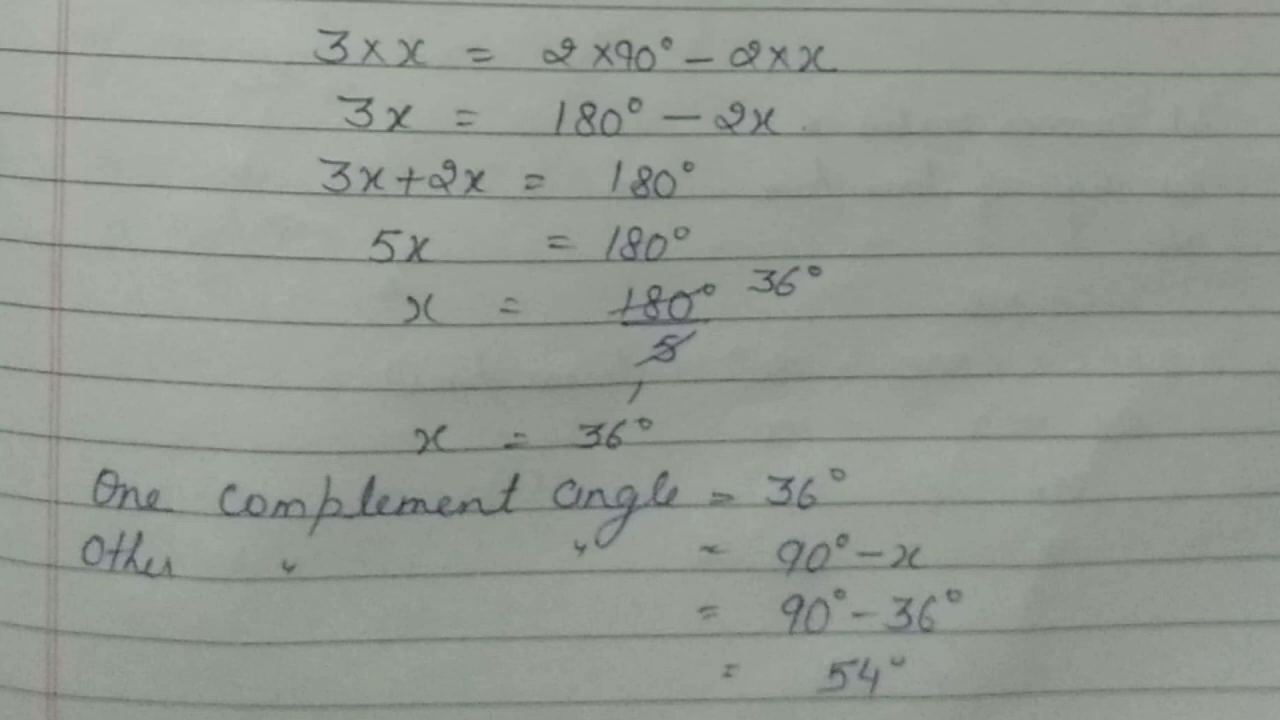 3×x = 2×90° – 2×x
3x = 180° – 2x
3x+2x = 180°
5x = 180°
x = 180° 36°
5
1
x = 36°
One complement angle = 36°
Other " " = 90° – x
= 90° – 36°
= 54°